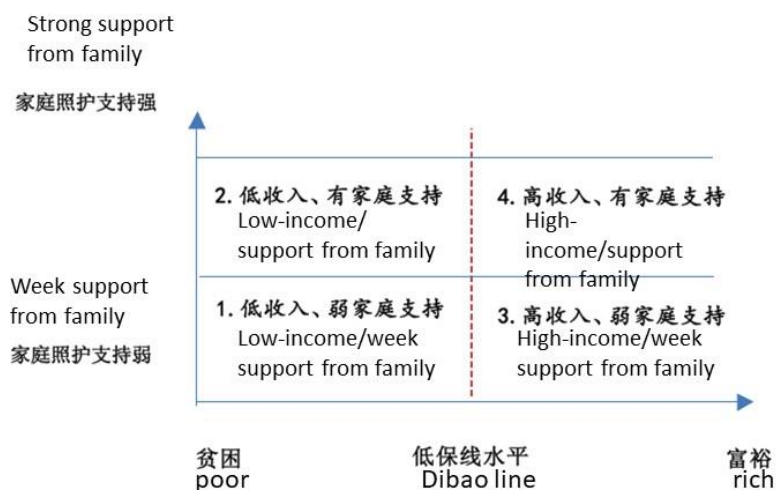 Strong support
from family
家庭照护支持强
2. 低收入、有家庭支持
Low-income/
support from family
4. 高收入、有家庭支持
High-
income/support
from family
Week support
from family
家庭照护支持弱
1. 低收入、弱家庭支持
Low-income/week
support from family
3. 高收入、弱家庭支持
High-income/week
support from family
贫困
poor
低保线水平
Dibao line
富裕
rich